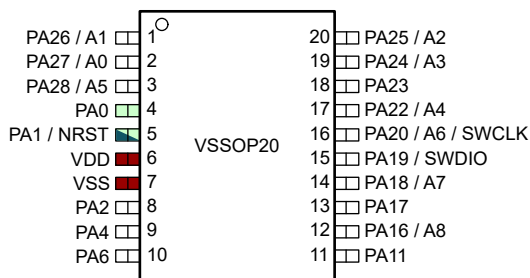 PA26 / A1 1 20 PA25 / A2
PA27 / A0 2 19 PA24 / A3
PA28 / A5 3 18 PA23
PA0 4 17 PA22 / A4
PA1 / NRST 5 16 PA20 / A6 / SWCLK
VSSOP20
VDD 6 15 PA19 / SWDIO
VSS 7 14 PA18 / A7
PA2 8 13 PA17
PA4 9 12 PA16 / A8
PA6 10 11 PA11